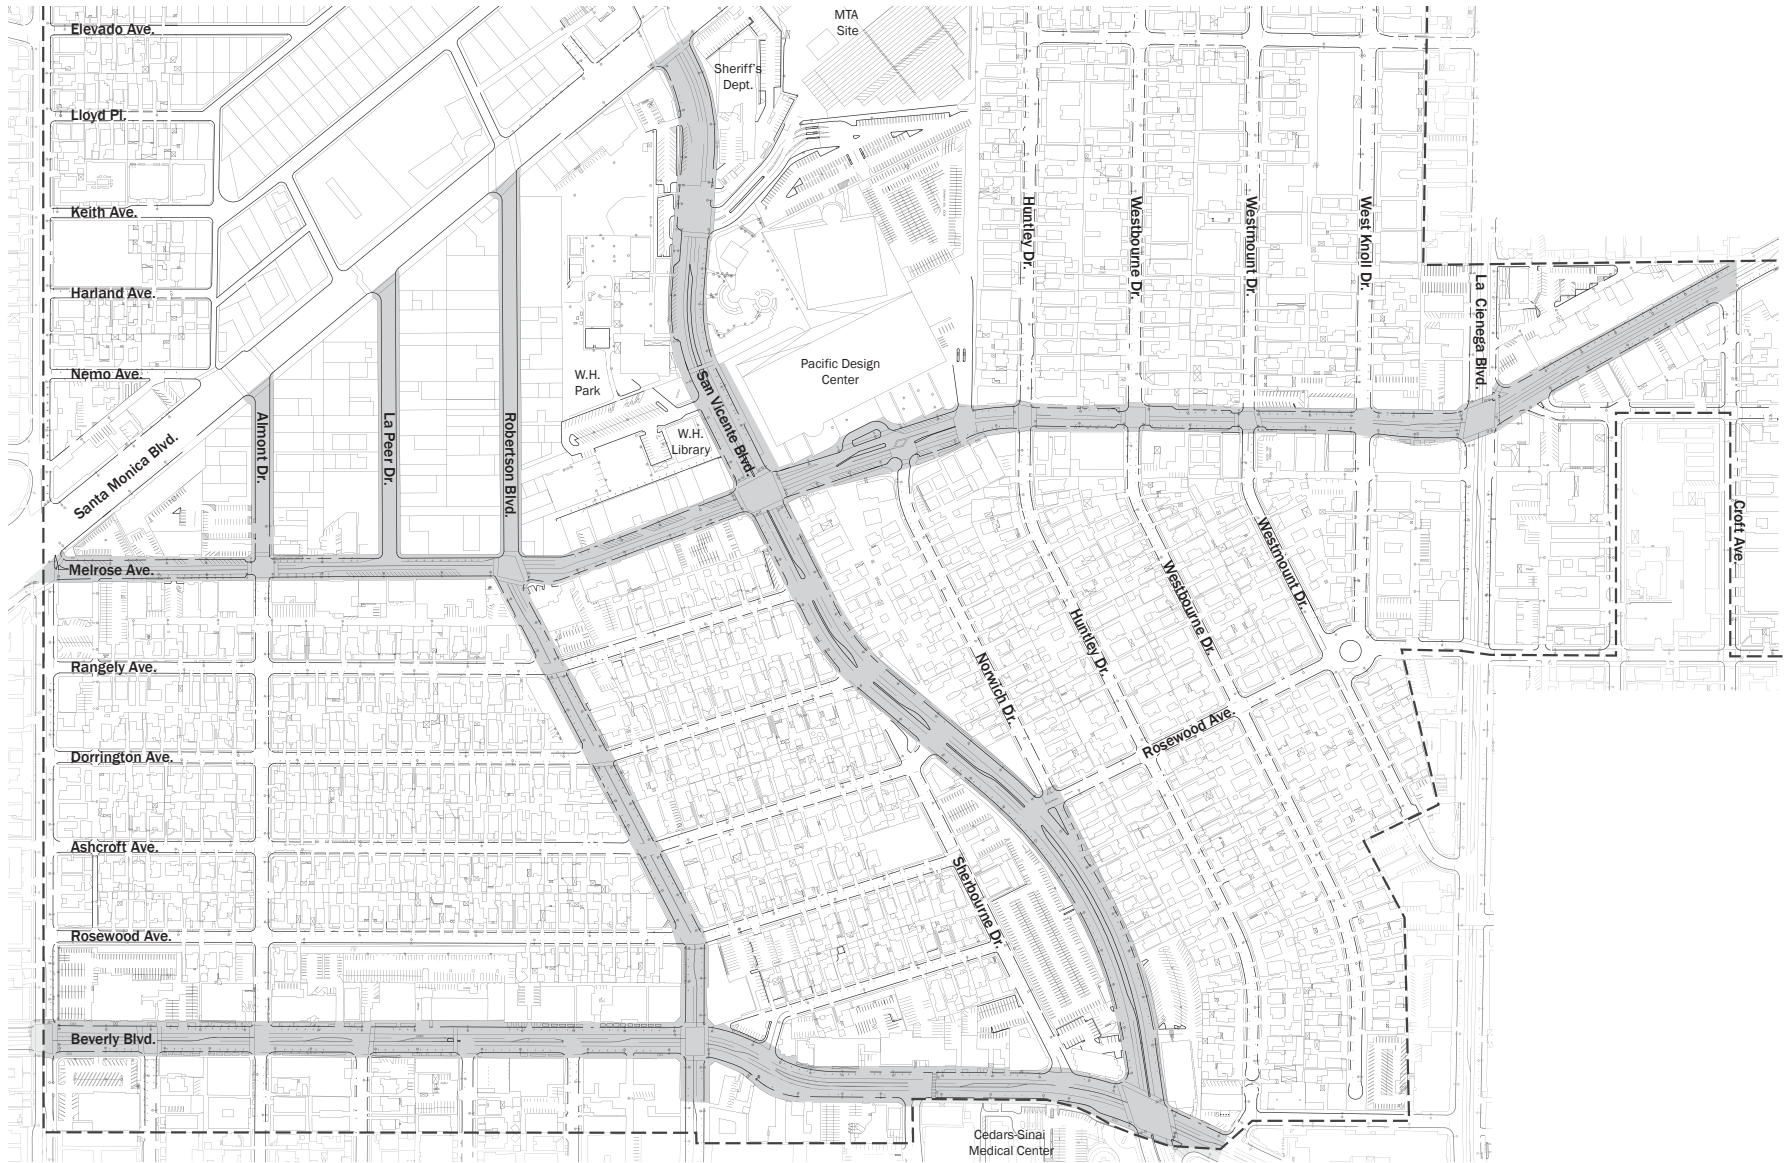 Elevado Ave.
MTA
Site
Sheriff's
Dept.
Lloyd Pl.
Keith Ave.
Huntley Dr.
Westbourne Dr.
Westmount Dr.
West Knoll Dr.
Harland Ave.
La Cienega Blvd.
Nemo Ave.
W.H.
Park
Pacific Design
Center
San Vicente Blvd.
W.H.
Library
Almont Dr.
La Peer Dr.
Robertson Blvd.
Santa Monica Blvd.
Croft Ave.
Melrose Ave.
Westmount Dr.
Westbourne Dr.
Huntley Dr.
Norwich Dr.
Rangely Ave.
Rosewood Ave.
Dorrington Ave.
Ashcroft Ave.
Sherbourne Dr.
Rosewood Ave.
Beverly Blvd.
Cedars-Sinai
Medical Center